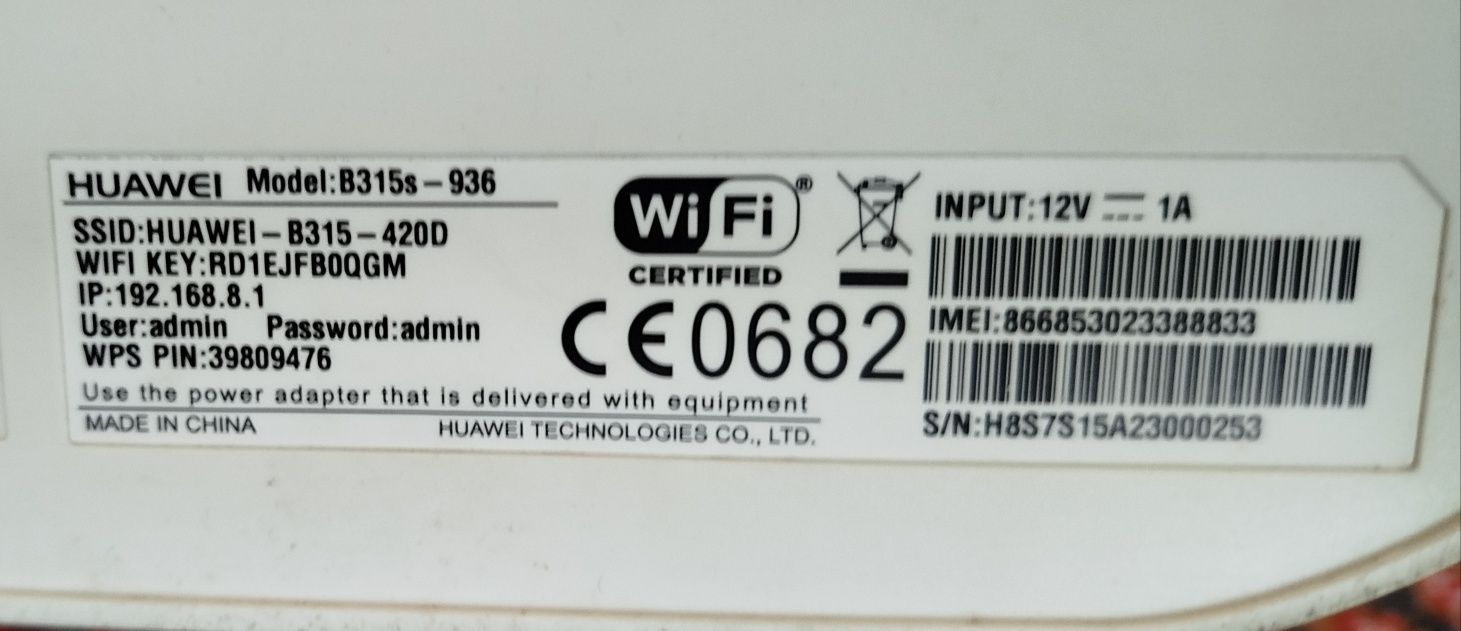 HUAWEI Model:B315s-936
SSID:HUAWEI-B315-420D
WIFI KEY:RD1EJFB0QGM
IP:192.168.8.1
User:admin Password:admin
WPS PIN:39809476
Use the power adapter that is delivered with equipment
MADE IN CHINA HUAWEI TECHNOLOGIES CO., LTD.
Wi Fi ®
CERTIFIED
CE0682
INPUT:12V ⎓ 1A
IMEI:866853023388833
S/N:H8S7S15A23000253